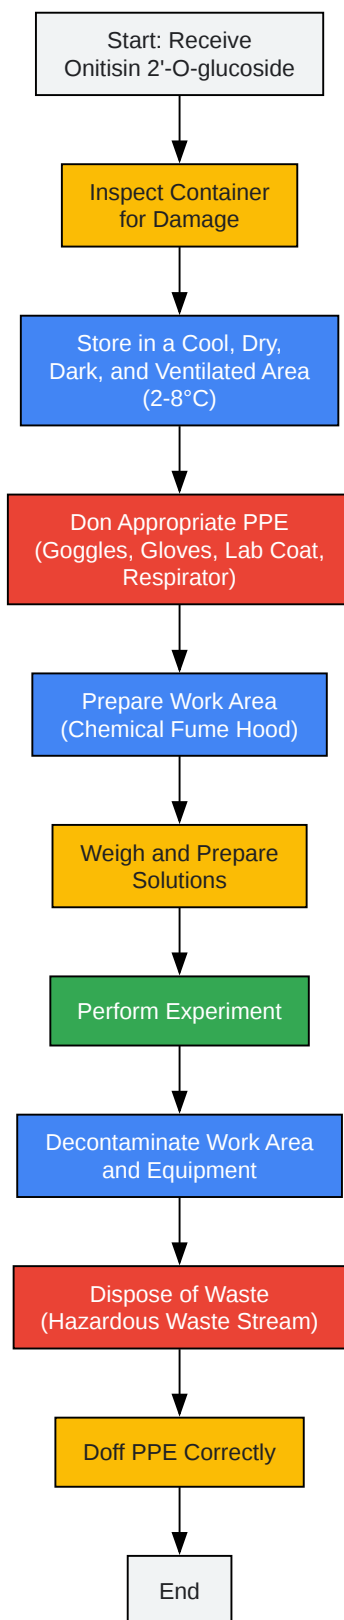 Start: Receive
Onitisin 2'-O-glucoside
Inspect Container
for Damage
Store in a Cool, Dry,
Dark, and Ventilated Area
(2-8°C)
Don Appropriate PPE
(Goggles, Gloves, Lab Coat,
Respirator)
Prepare Work Area
(Chemical Fume Hood)
Weigh and Prepare
Solutions
Perform Experiment
Decontaminate Work Area
and Equipment
Dispose of Waste
(Hazardous Waste Stream)
Doff PPE Correctly
End